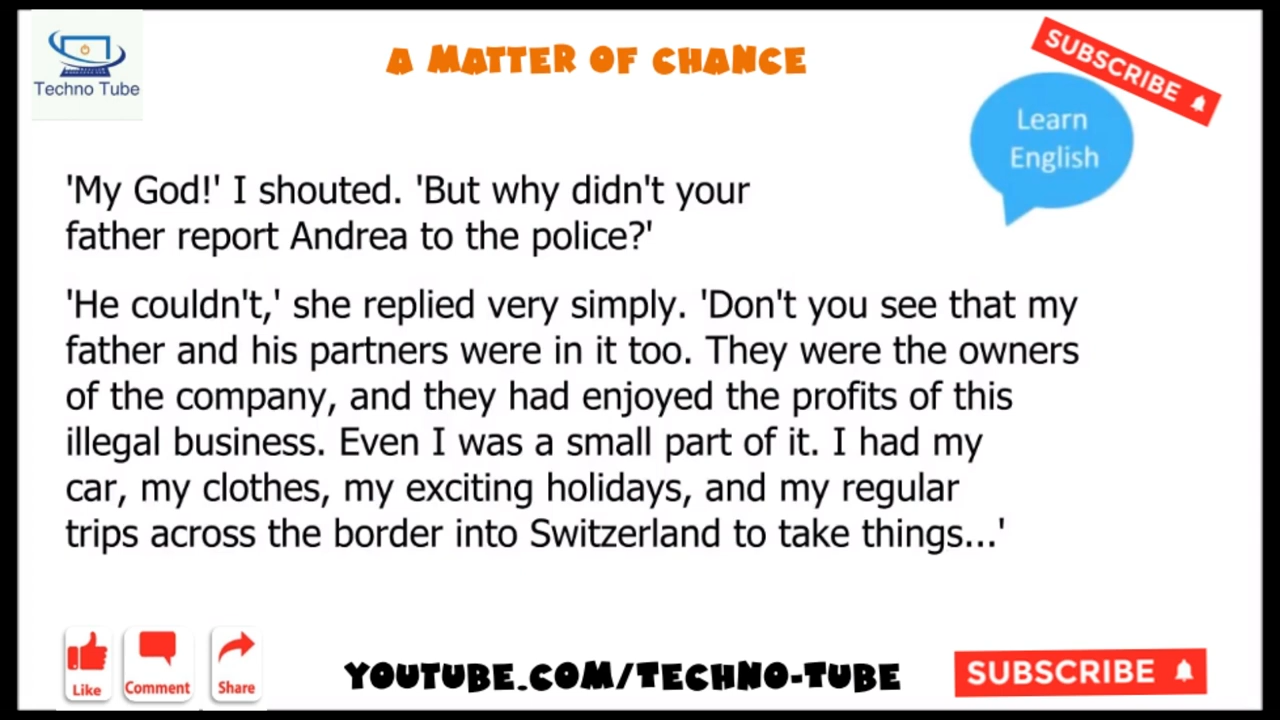 Techno Tube
A MATTER OF CHANCE
SUBSCRIBE
Learn
English
'My God!' I shouted. 'But why didn't your
father report Andrea to the police?'
'He couldn't,' she replied very simply. 'Don't you see that my
father and his partners were in it too. They were the owners
of the company, and they had enjoyed the profits of this
illegal business. Even I was a small part of it. I had my
car, my clothes, my exciting holidays, and my regular
trips across the border into Switzerland to take things...'
Like
Comment
Share
YOUTUBE.COM/TECHNO-TUBE
SUBSCRIBE